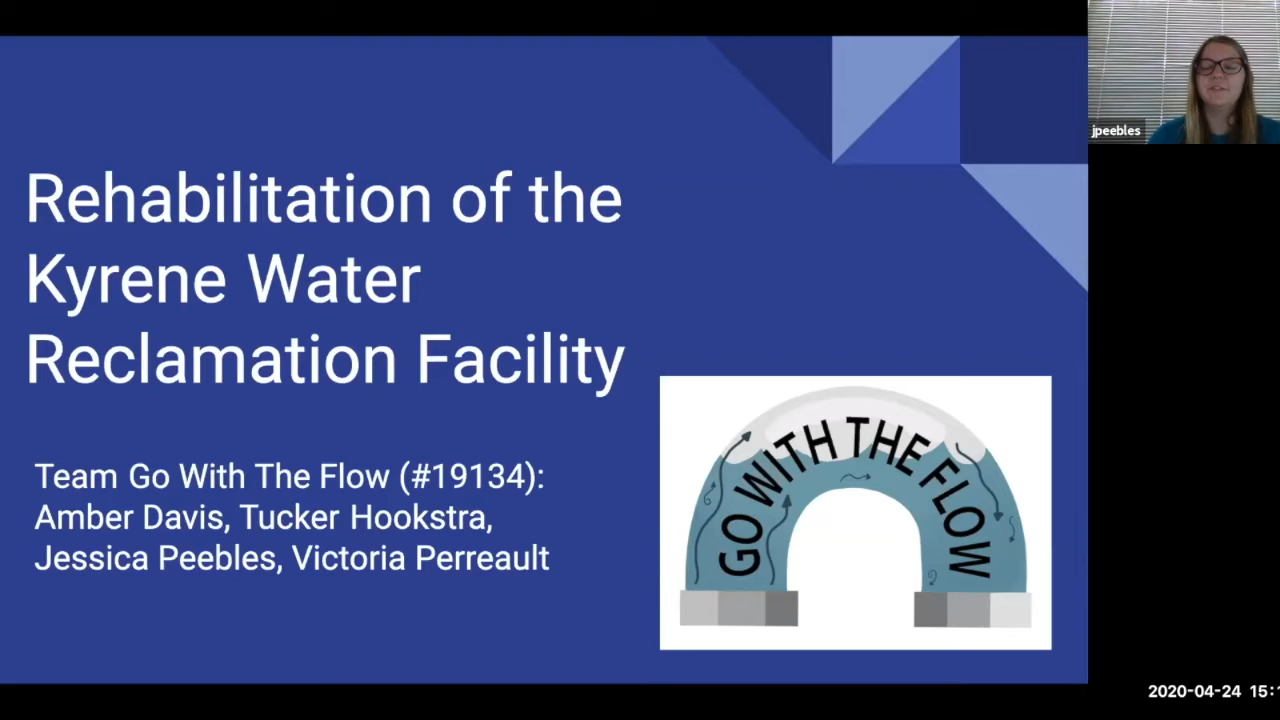 jpeebles
Rehabilitation of the
Kyrene Water
Reclamation Facility
Team Go With The Flow (#19134):
Amber Davis, Tucker Hookstra,
Jessica Peebles, Victoria Perreault
GO WITH THE FLOW
2020-04-24 15: